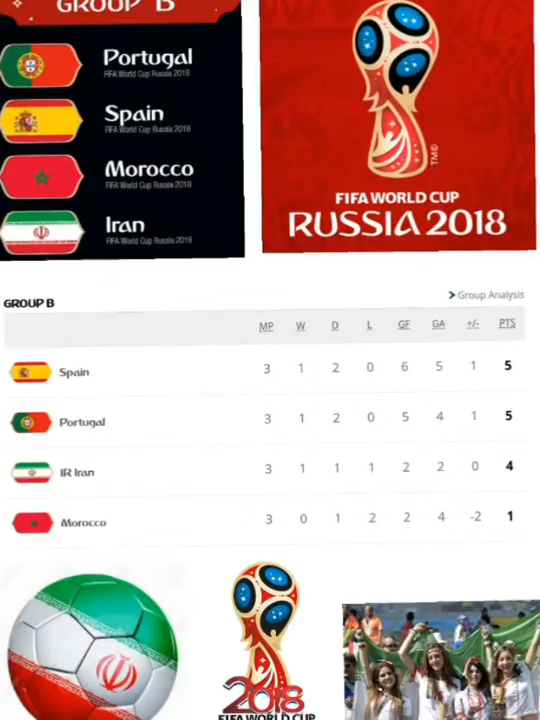 GROUP B
Portugal
FIFA World Cup Russia 2018
Spain
FIFA World Cup Russia 2018
Morocco
FIFA World Cup Russia 2018
Iran
FIFA World Cup Russia 2018
TM©
FIFA WORLD CUP
RUSSIA 2018
GROUP B
Group Analysis
MP W D L GF GA +/- PTS
Spain 3 1 2 0 6 5 1 5
Portugal 3 1 2 0 5 4 1 5
IR Iran 3 1 1 1 2 2 0 4
Morocco 3 0 1 2 2 4 -2 1
2018
FIFA WORLD CUP